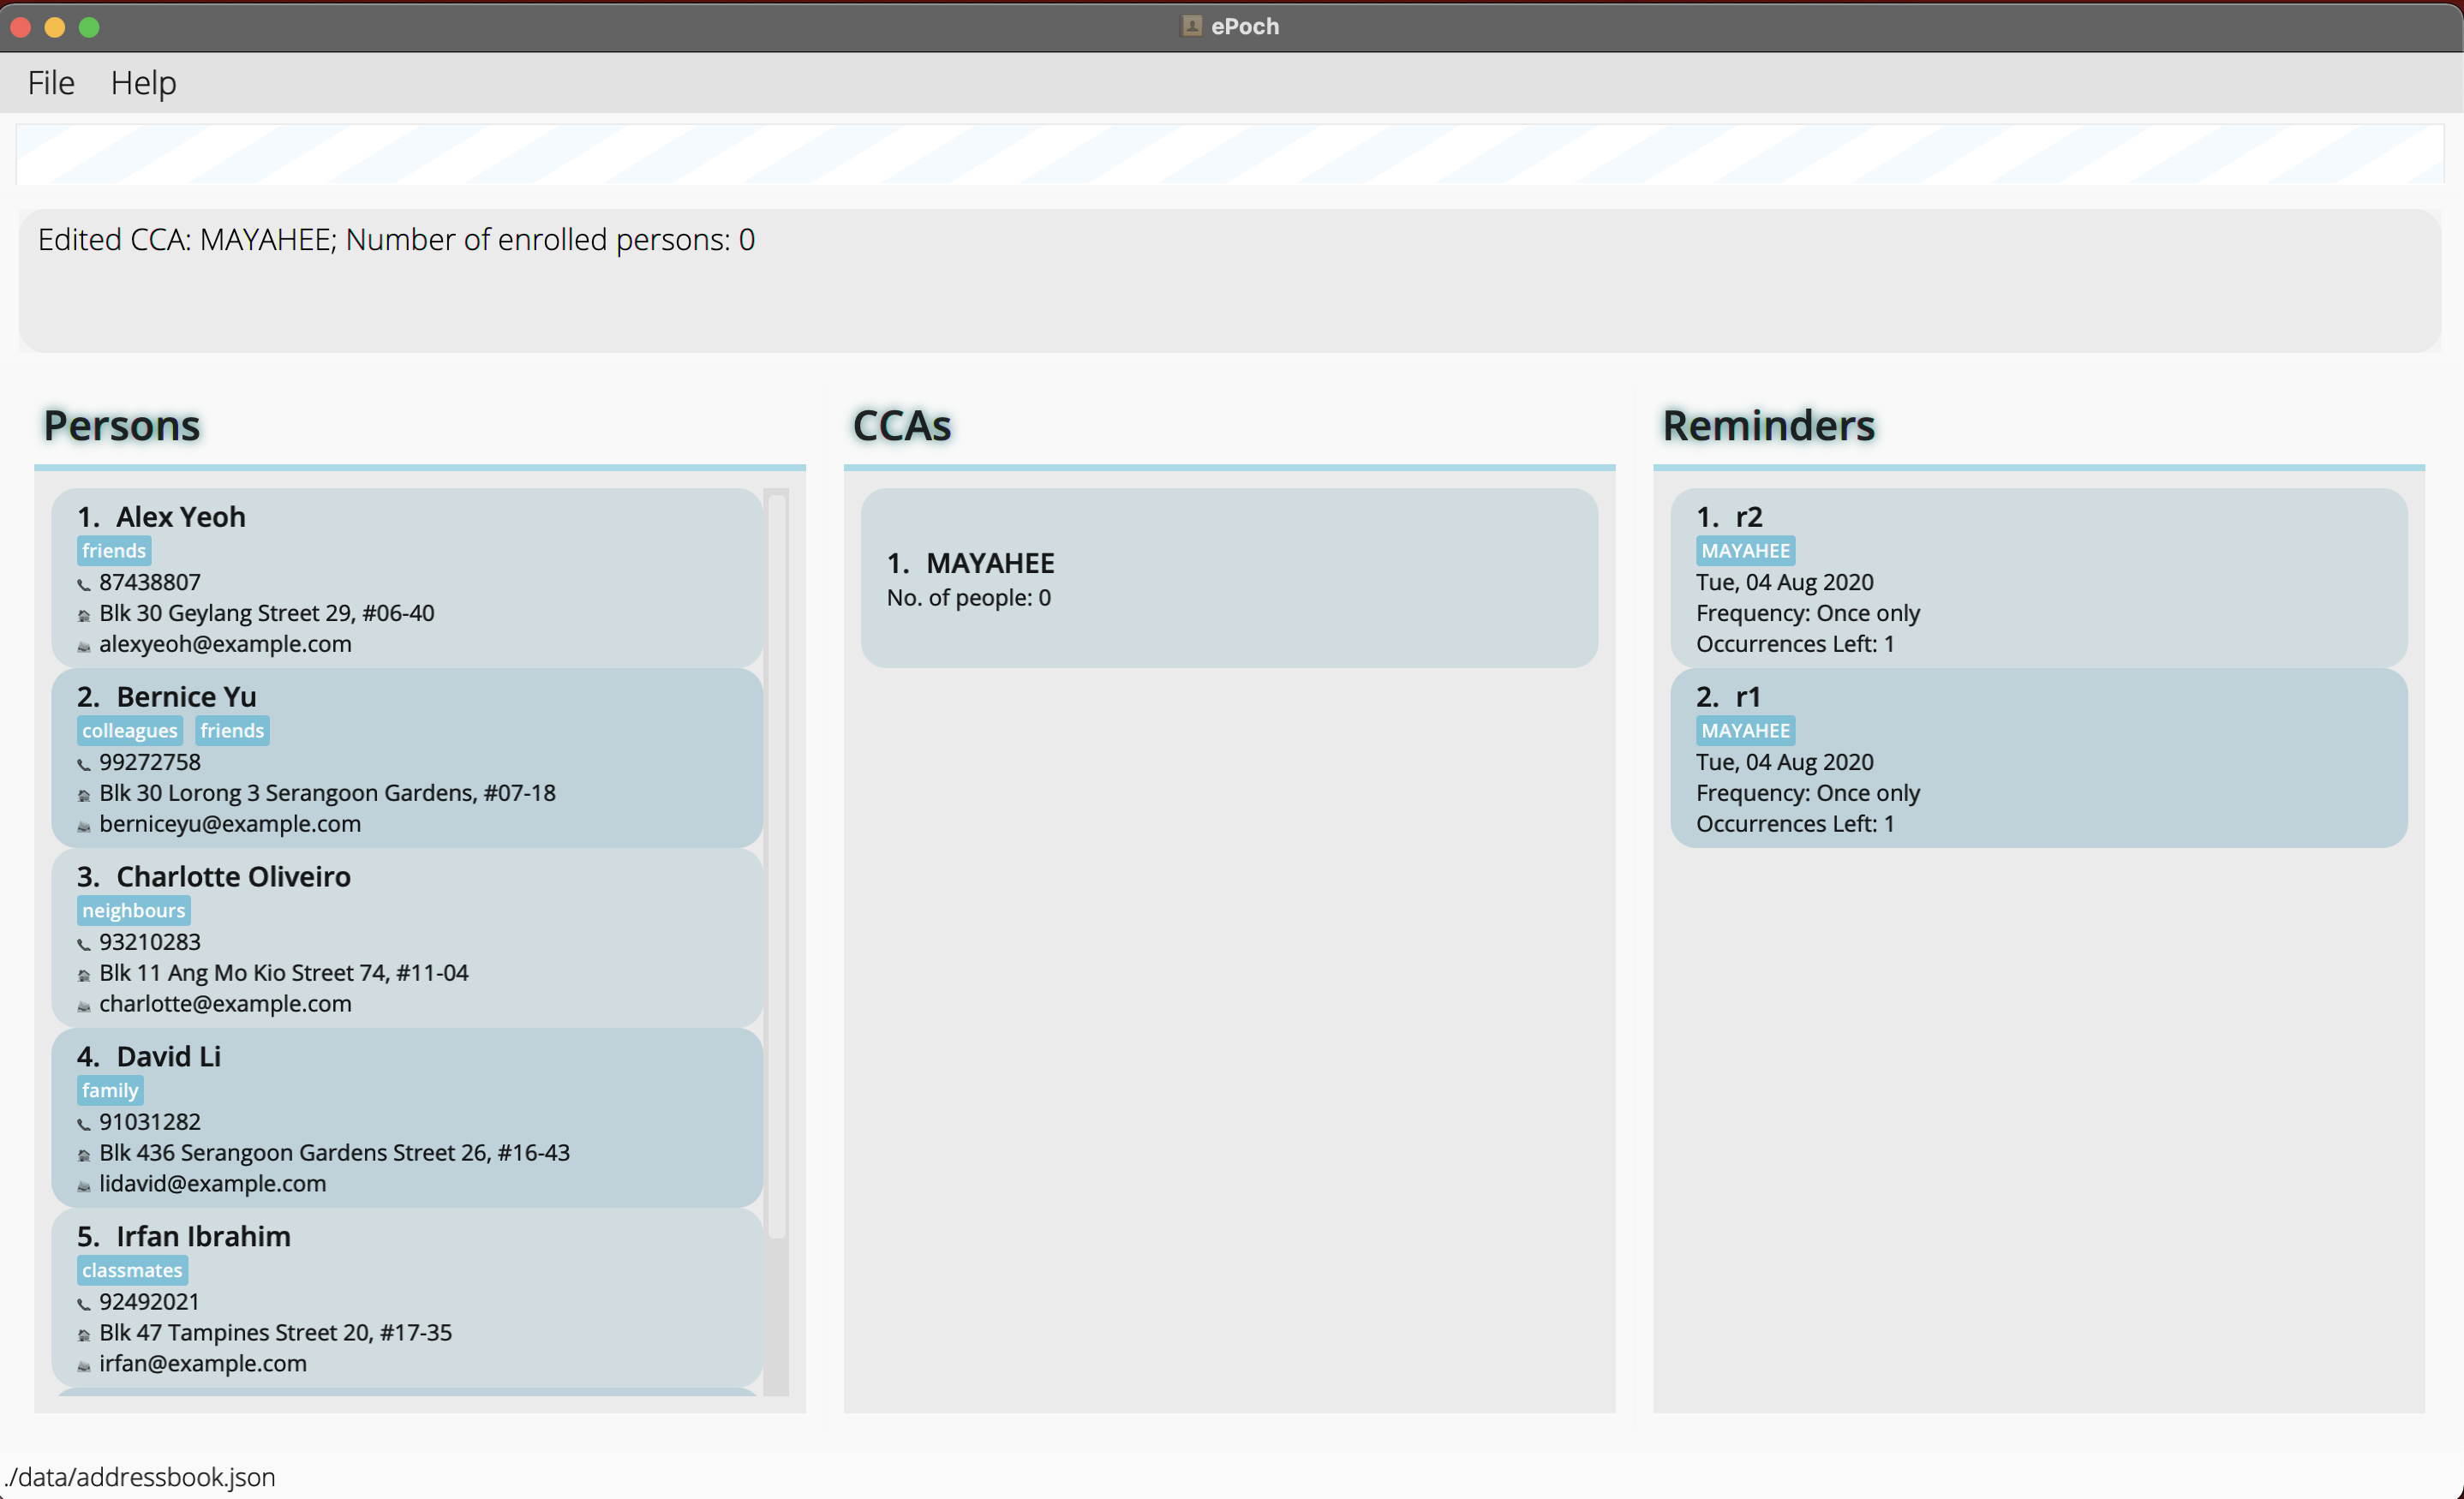 ePoch
File Help
Edited CCA: MAYAHEE; Number of enrolled persons: 0
Persons
1. Alex Yeoh
friends
87438807
Blk 30 Geylang Street 29, #06-40
alexyeoh@example.com
2. Bernice Yu
colleagues friends
99272758
Blk 30 Lorong 3 Serangoon Gardens, #07-18
berniceyu@example.com
3. Charlotte Oliveiro
neighbours
93210283
Blk 11 Ang Mo Kio Street 74, #11-04
charlotte@example.com
4. David Li
family
91031282
Blk 436 Serangoon Gardens Street 26, #16-43
lidavid@example.com
5. Irfan Ibrahim
classmates
92492021
Blk 47 Tampines Street 20, #17-35
irfan@example.com
CCAs
1. MAYAHEE
No. of people: 0
Reminders
1. r2
MAYAHEE
Tue, 04 Aug 2020
Frequency: Once only
Occurrences Left: 1
2. r1
MAYAHEE
Tue, 04 Aug 2020
Frequency: Once only
Occurrences Left: 1
./data/addressbook.json